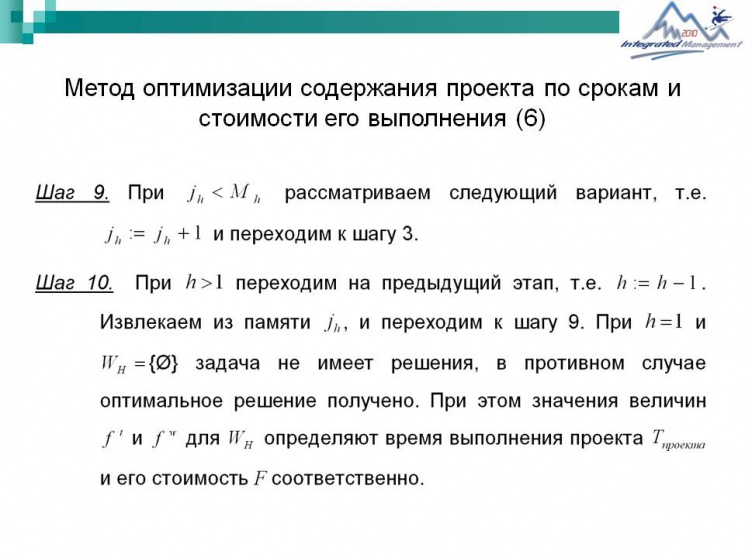 2010
Integrated Management
Метод оптимизации содержания проекта по срокам и
стоимости его выполнения (6)
Шаг 9. При j_h < M_h рассматриваем следующий вариант, т.е.
j_h := j_h + 1 и переходим к шагу 3.
Шаг 10. При h > 1 переходим на предыдущий этап, т.е. h := h − 1 .
Извлекаем из памяти j_h, и переходим к шагу 9. При h = 1 и
W_H = {Ø} задача не имеет решения, в противном случае
оптимальное решение получено. При этом значения величин
f^t и f^w для W_H определяют время выполнения проекта T_проекта
и его стоимость F соответственно.